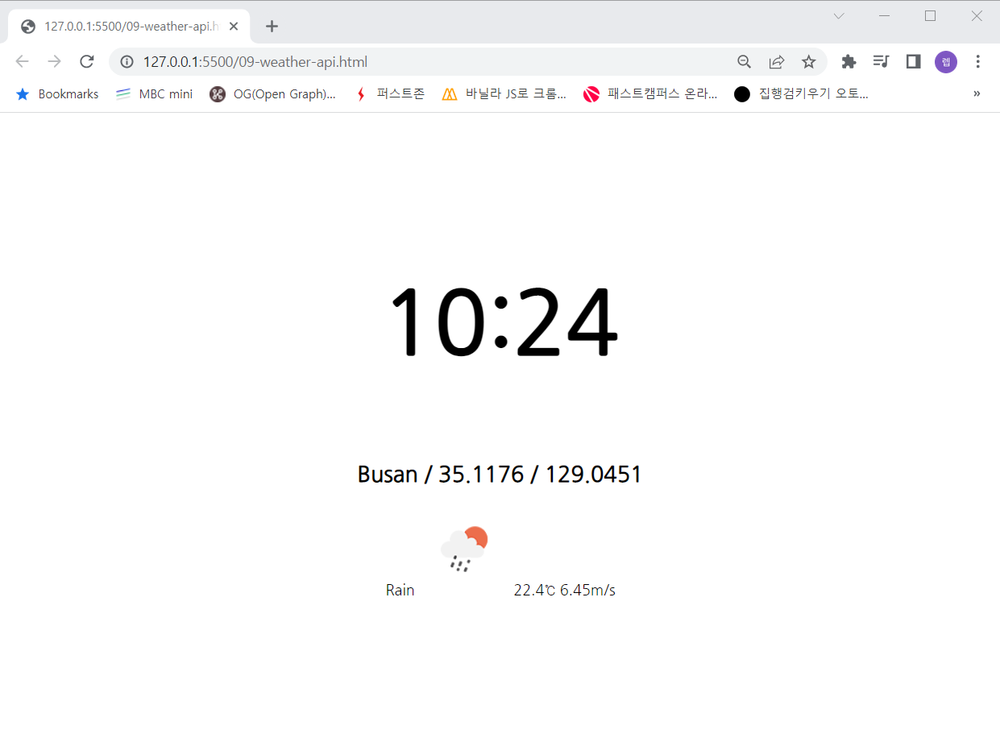 127.0.0.1:5500/09-weather-api.h
127.0.0.1:5500/09-weather-api.html
렙
Bookmarks MBC mini OG(Open Graph)... 퍼스트존 바닐라 JS로 크롬... 패스트캠퍼스 온라... 집행검키우기 오토... »
10:24
Busan / 35.1176 / 129.0451
Rain 22.4℃ 6.45m/s